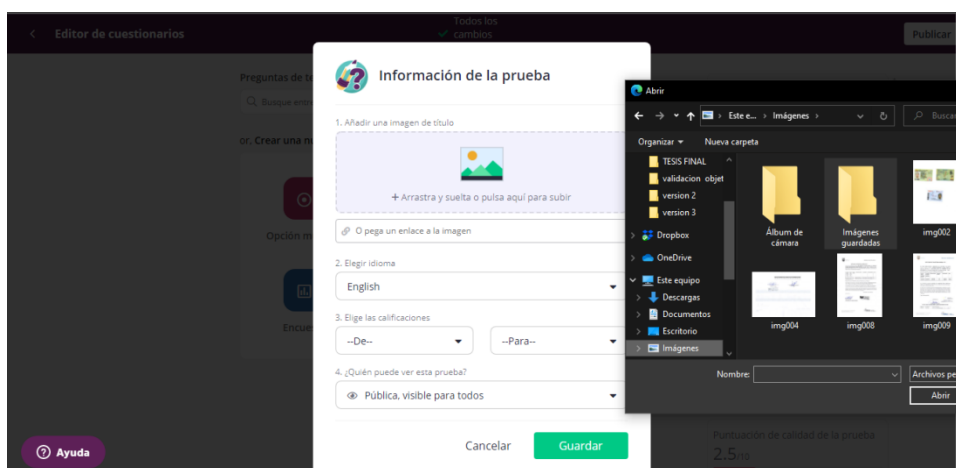 Editor de cuestionarios
Todos los
cambios
Publicar
Preguntas de te
Busque entre
or. Crear una nu
Opción m
Encue
Información de la prueba
1. Añadir una imagen de título
+ Arrastra y suelta o pulsa aquí para subir
O pega un enlace a la imagen
2. Elegir idioma
English
3. Elige las calificaciones
--De--
--Para--
4. ¿Quién puede ver esta prueba?
Pública, visible para todos
Cancelar
Guardar
Abrir
Este e... > Imágenes >
Buscar
Organizar
Nueva carpeta
TESIS FINAL
validacion objet
version 2
version 3
Dropbox
OneDrive
Este equipo
Descargas
Documentos
Escritorio
Imágenes
Álbum de
cámara
Imágenes
guardadas
img002
img004
img008
img009
Nombre:
Archivos pe
Abrir
Puntuación de calidad de la prueba
2.5/10
Ayuda